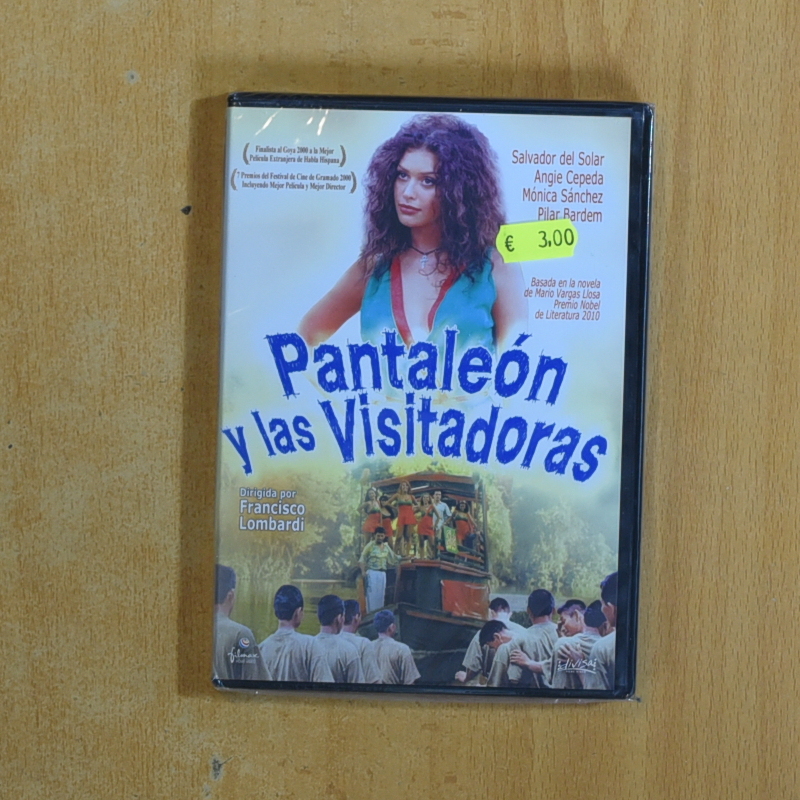 Finalista al Goya 2000 a la Mejor
Película Extranjera de Habla Hispana
7 Premios del Festival de Cine de Gramado 2000
Incluyendo Mejor Película y Mejor Director
Salvador del Solar
Angie Cepeda
Mónica Sánchez
Pilar Bardem
€ 3,00
Basada en la novela
de Mario Vargas Llosa
Premio Nobel
de Literatura 2010
Pantaleón
y las Visitadoras
Dirigida por
Francisco
Lombardi
filmax
divisa